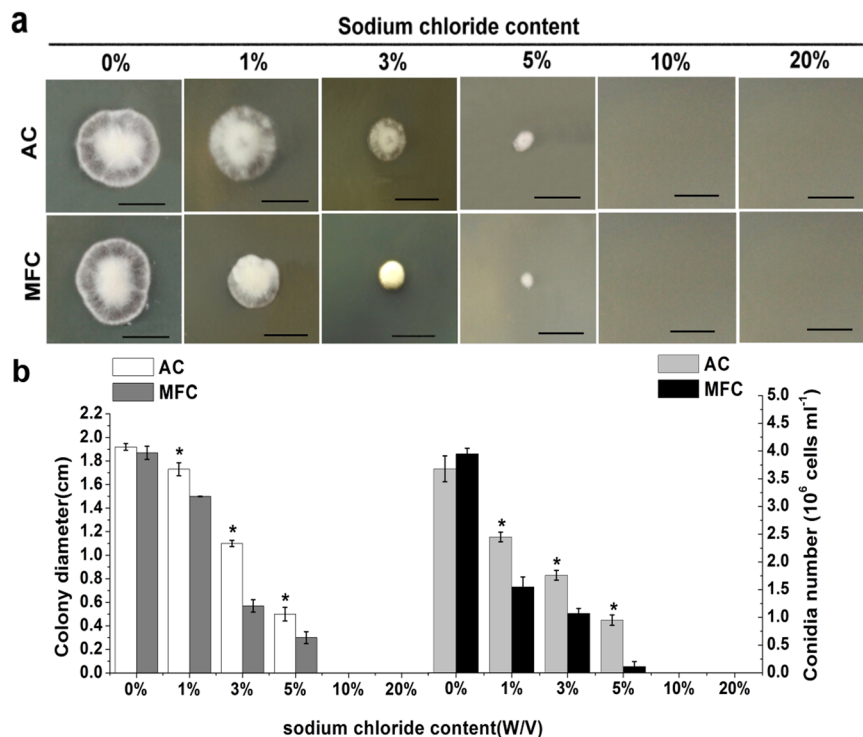 a
Sodium chloride content
0% 1% 3% 5% 10% 20%
AC
MFC
b
AC
MFC
AC
MFC
Colony diameter(cm)
2.2
2.0
1.8
1.6
1.4
1.2
1.0
0.8
0.6
0.4
0.2
0.0
* * *
* * *
5.0
4.5
4.0
3.5
3.0
2.5
2.0
1.5
1.0
0.5
0.0
Conidia number (10⁶ cells ml⁻¹)
0% 1% 3% 5% 10% 20% 0% 1% 3% 5% 10% 20%
sodium chloride content(W/V)